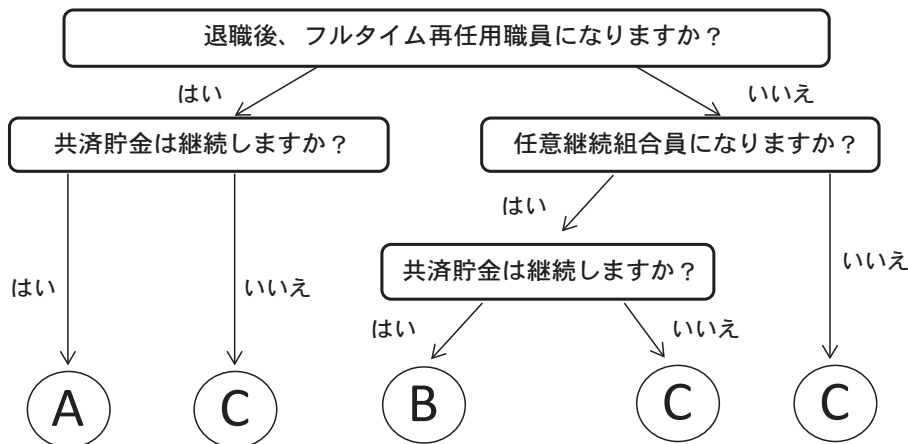 退職後、フルタイム再任用職員になりますか？
はい
いいえ
共済貯金は継続しますか？
任意継続組合員になりますか？
はい
共済貯金は継続しますか？
はい
いいえ
いいえ
はい
いいえ
A
C
B
C
C